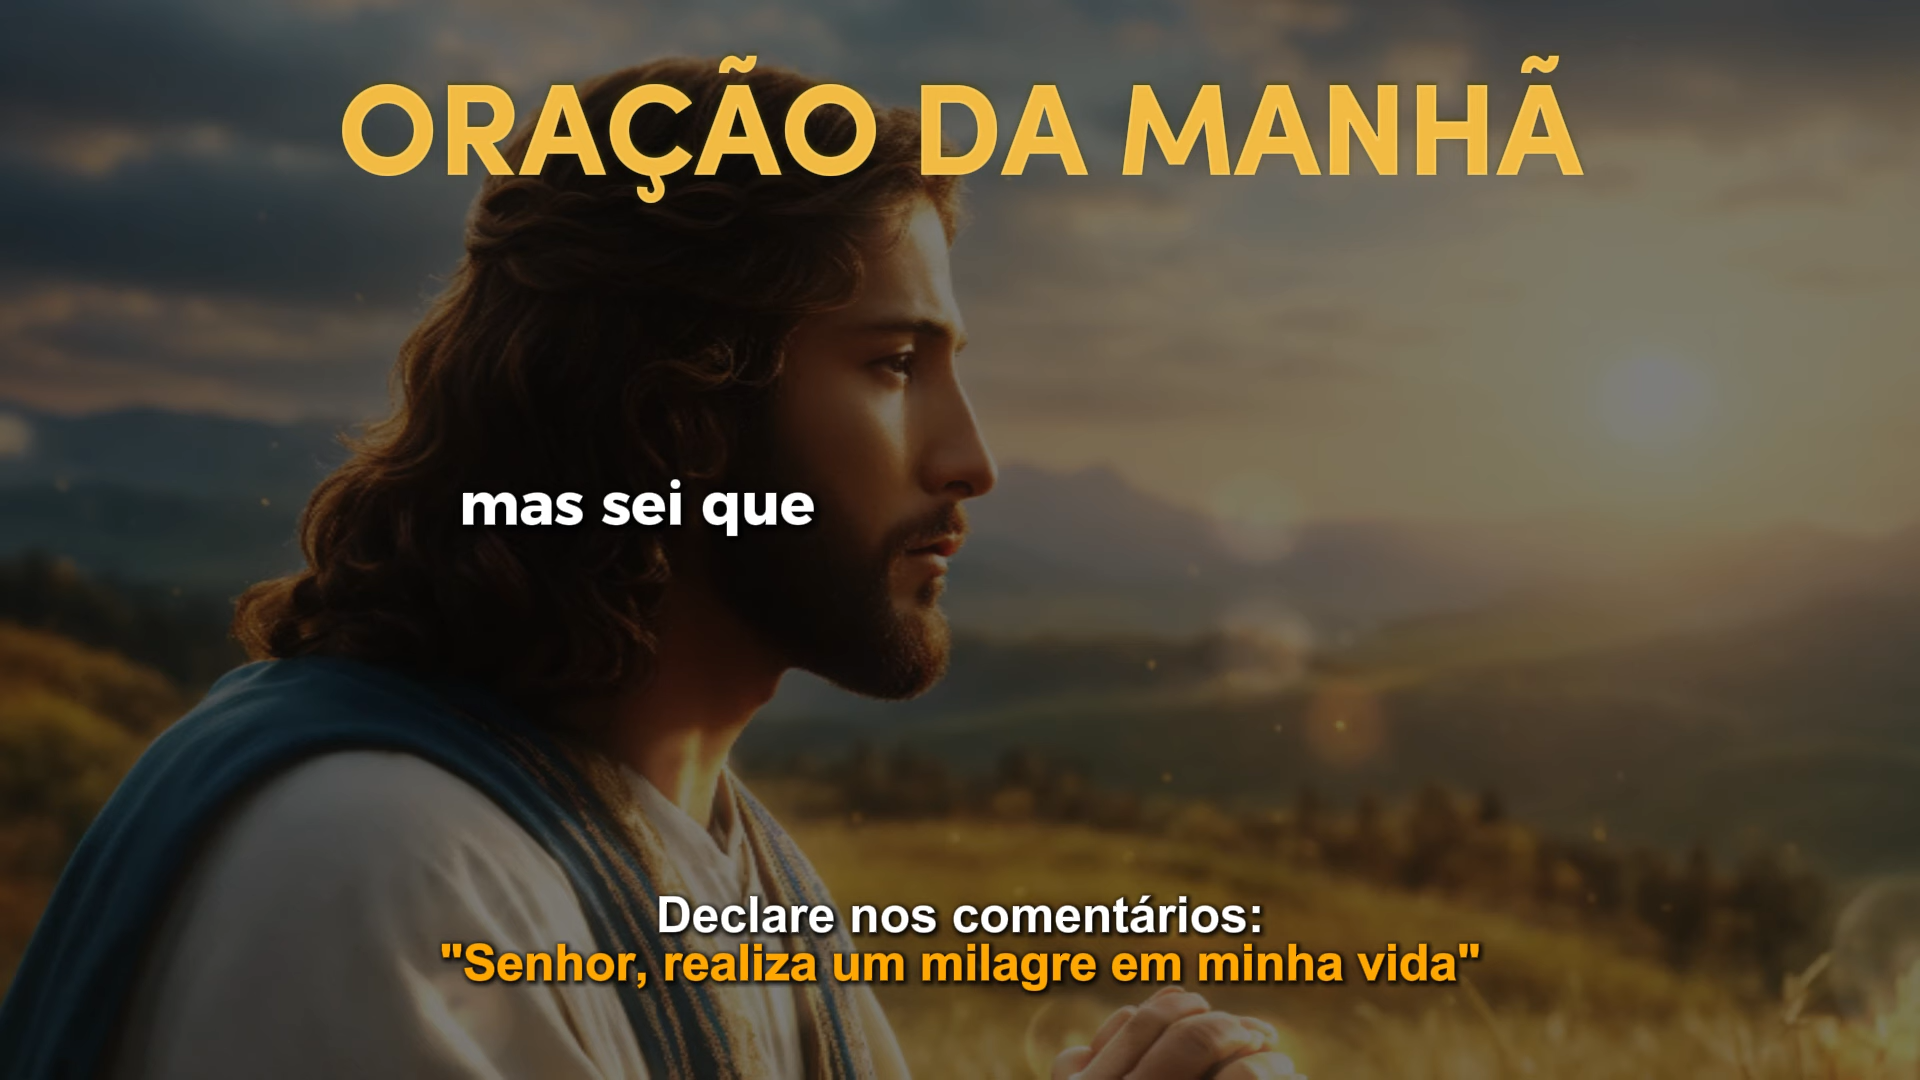 ORAÇÃO DA MANHÃ
mas sei que
Declare nos comentários:
"Senhor, realiza um milagre em minha vida"